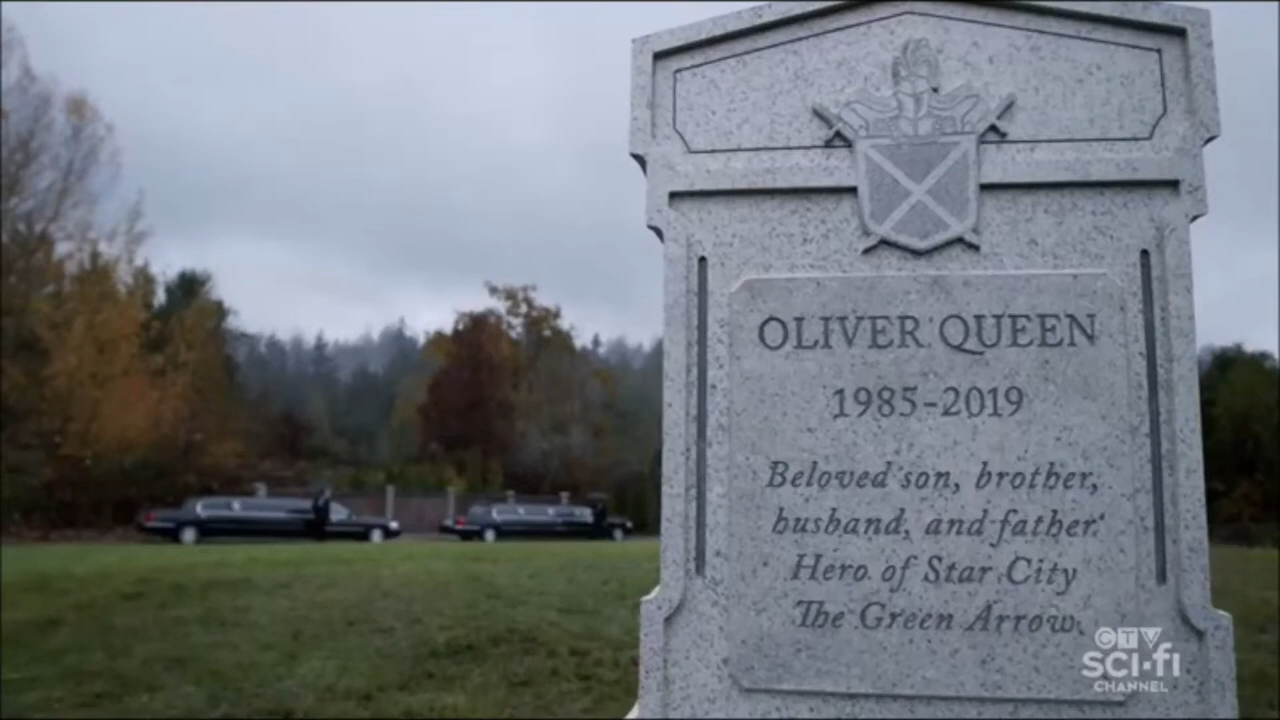 OLIVER QUEEN
1985-2019
Beloved son, brother,
husband, and father.
Hero of Star City
The Green Arrow
CTV
SCI-fi
CHANNEL